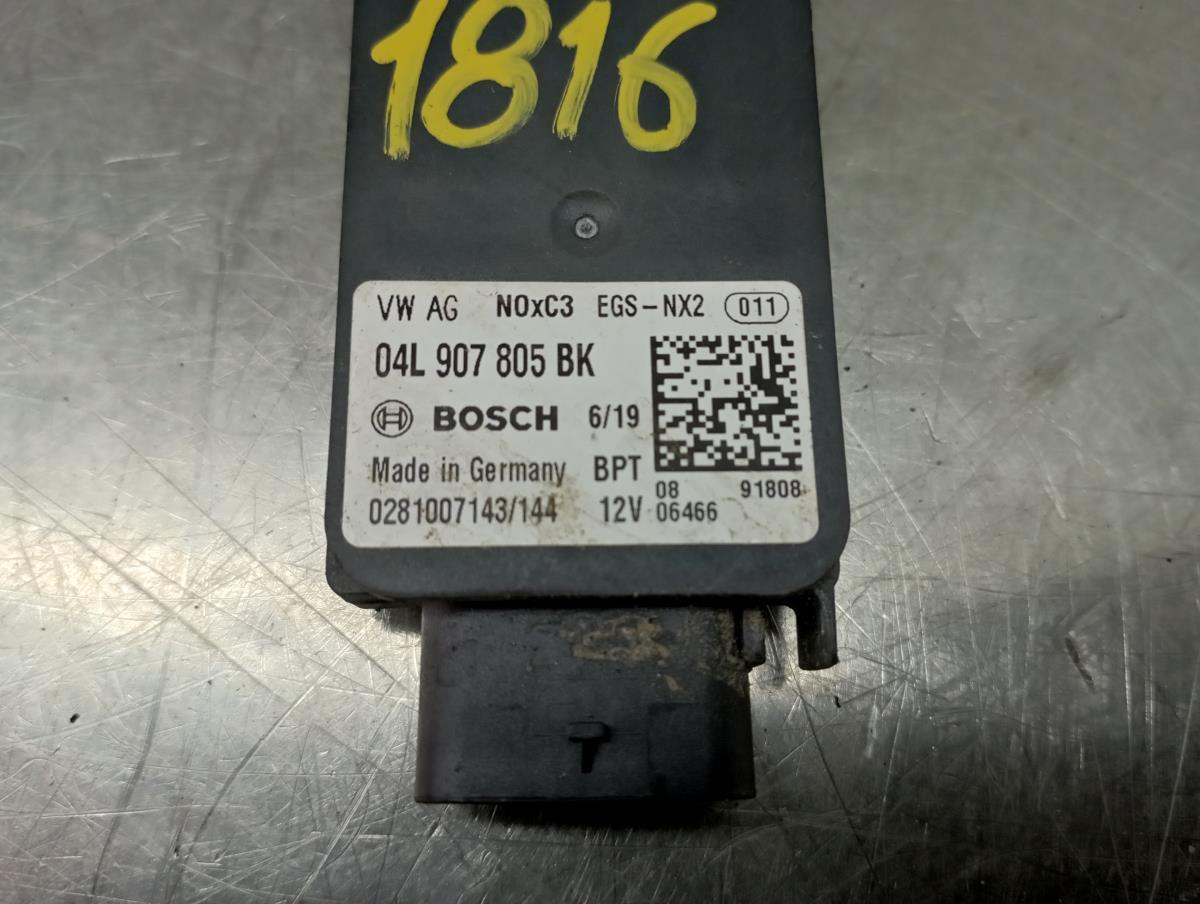 1816
VW AG NOxC3 EGS-NX2 011
04L 907 805 BK
BOSCH 6/19
Made in Germany BPT
0281007143/144 12V
08 91808
06466